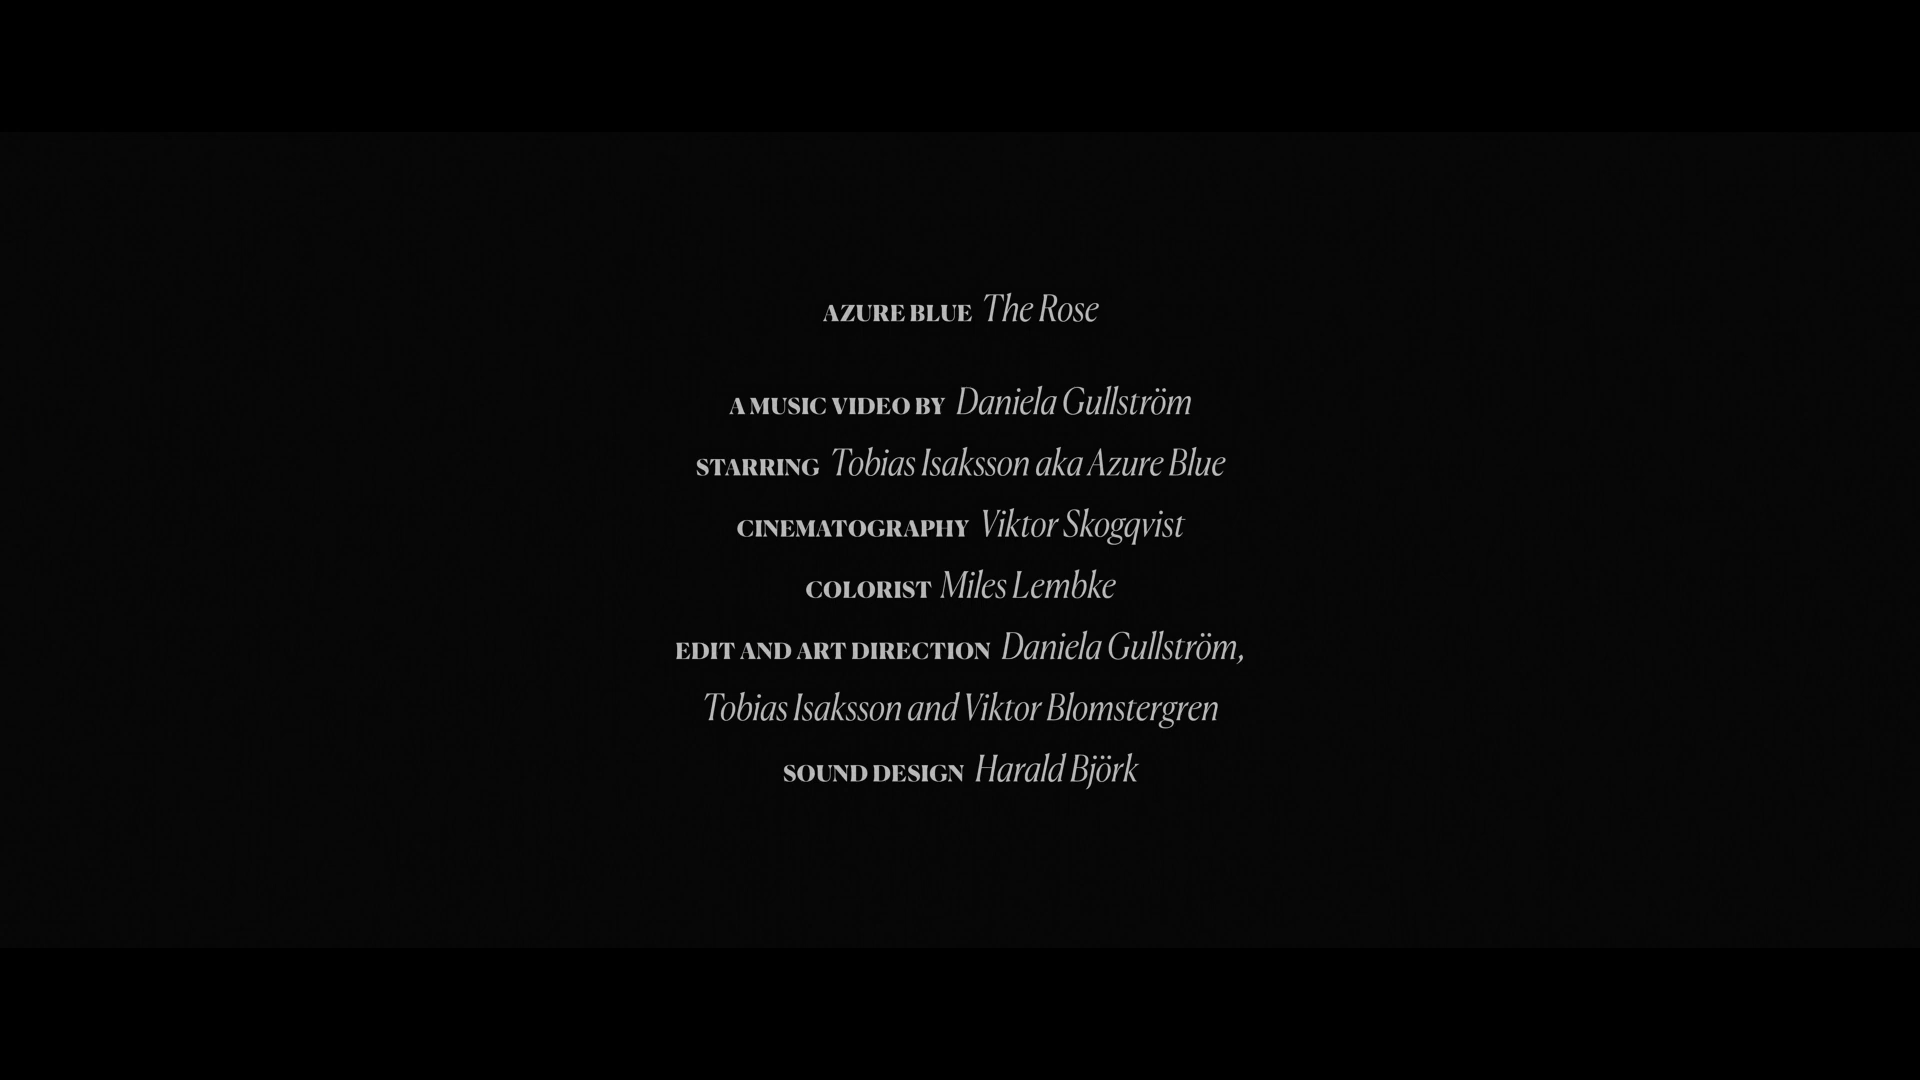 AZURE BLUE The Rose
A MUSIC VIDEO BY Daniela Gullström
STARRING Tobias Isaksson aka Azure Blue
CINEMATOGRAPHY Viktor Skogqvist
COLORIST Miles Lembke
EDIT AND ART DIRECTION Daniela Gullström,
Tobias Isaksson and Viktor Blomstergren
SOUND DESIGN Harald Björk